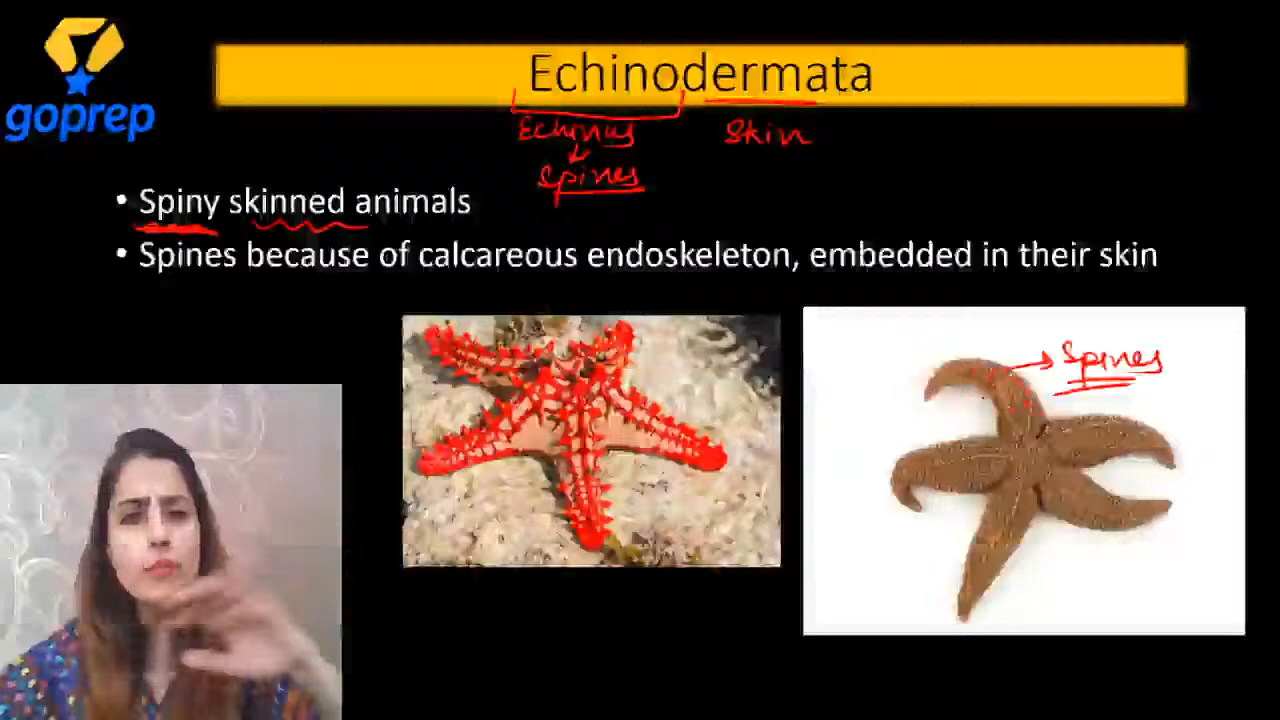 goprep
Echinodermata
Echinus
Skin
Spines
• Spiny skinned animals
• Spines because of calcareous endoskeleton, embedded in their skin
Spines